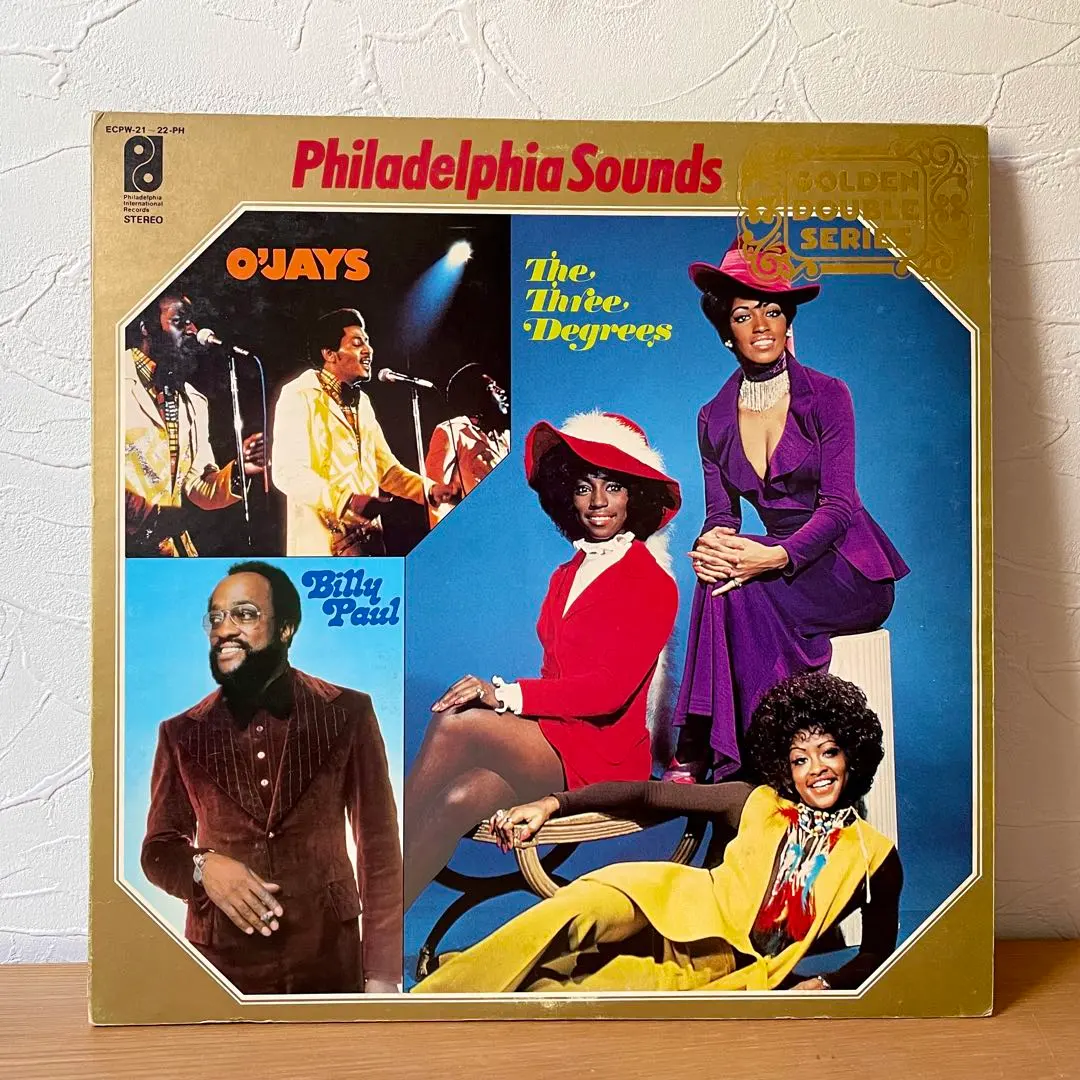 ECPW-21~22-PH
Philadelphia
International
Records
STEREO
Philadelphia Sounds
GOLDEN
DOUBLE
SERIES
O'JAYS
The
Three
Degrees
Billy
Paul